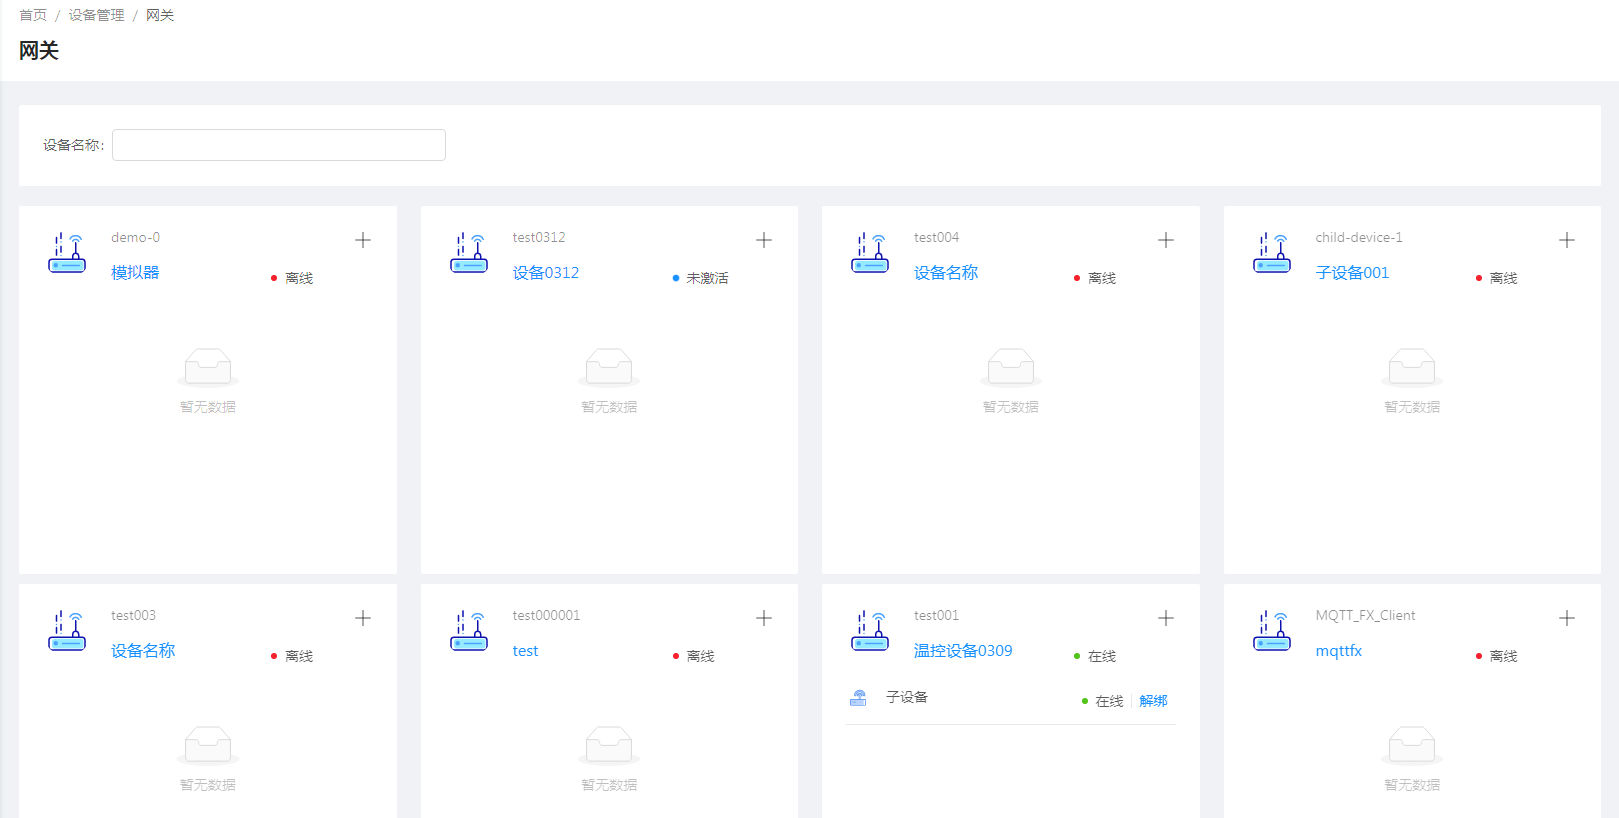 首页 / 设备管理 / 网关
网关
设备名称:
demo-0
模拟器
离线
暂无数据
test0312
设备0312
未激活
暂无数据
test004
设备名称
离线
暂无数据
child-device-1
子设备001
离线
暂无数据
test003
设备名称
离线
暂无数据
test000001
test
离线
暂无数据
test001
温控设备0309
在线
子设备
在线 解绑
MQTT_FX_Client
mqttfx
离线
暂无数据